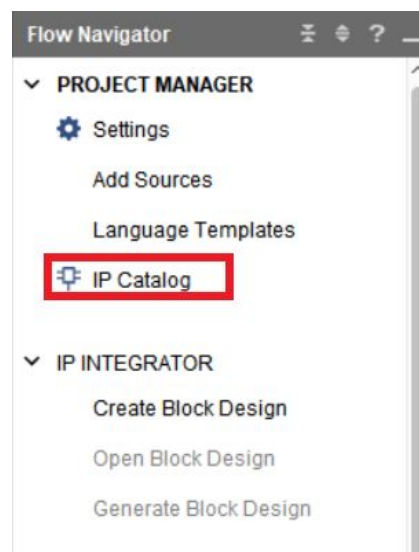 Flow Navigator ?
PROJECT MANAGER
Settings
Add Sources
Language Templates
IP Catalog
IP INTEGRATOR
Create Block Design
Open Block Design
Generate Block Design